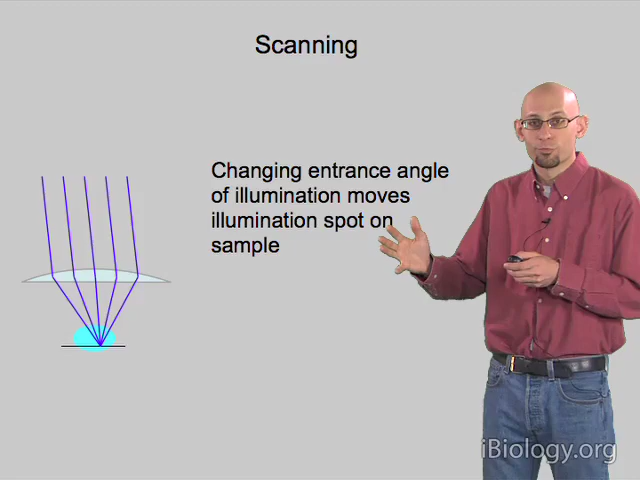 Scanning
Changing entrance angle
of illumination moves
illumination spot on
sample
iBiology.org